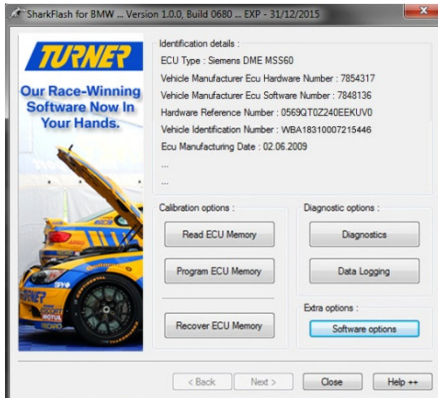 SharkFlash for BMW ... Version 1.0.0, Build 0680 ... EXP - 31/12/2015
TURNER
Our Race-Winning
Software Now In
Your Hands.
Identification details :
ECU Type : Siemens DME MSS60
Vehicle Manufacturer Ecu Hardware Number : 7854317
Vehicle Manufacturer Ecu Software Number : 7848136
Hardware Reference Number : 0569QT0Z240EEKUV0
Vehicle Identification Number : WBA18310007215446
Ecu Manufacturing Date : 02.06.2009
...
...
Calibration options :
Read ECU Memory
Program ECU Memory
Recover ECU Memory
Diagnostic options :
Diagnostics
Data Logging
Extra options :
Software options
< Back
Next >
Close
Help ++